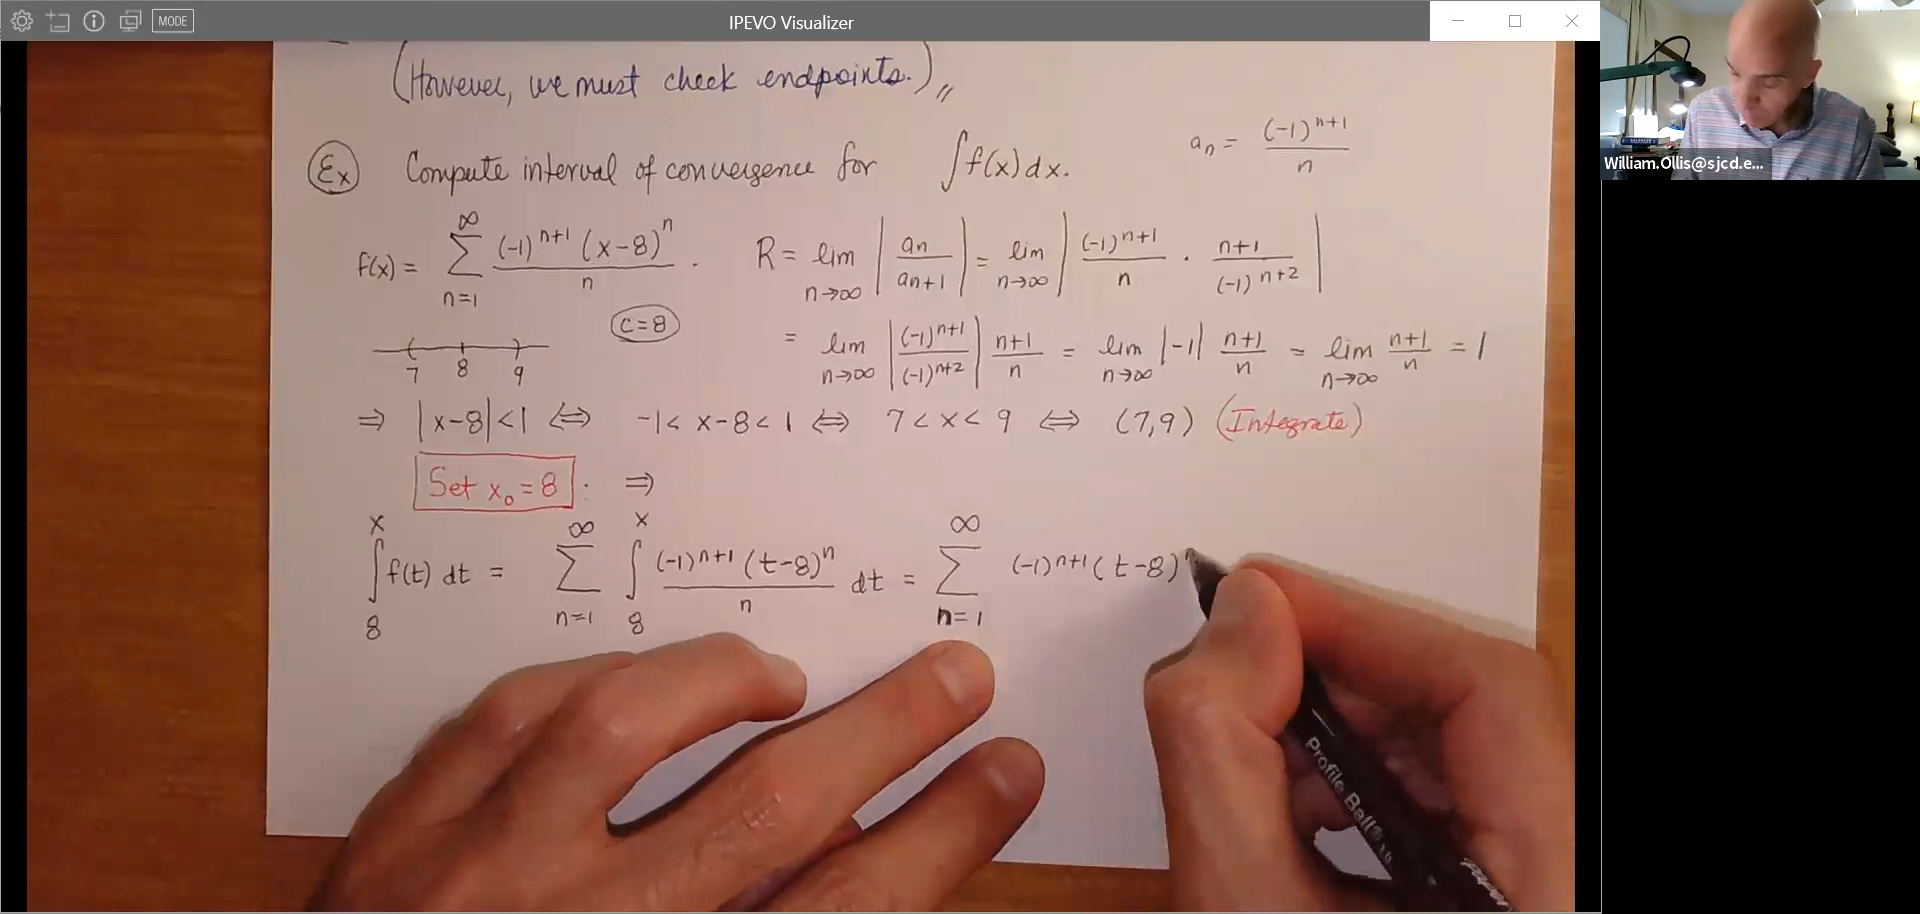 MODE
IPEVO Visualizer
(However, we must check endpoints.)
Ex Compute interval of convergence for ∫f(x)dx. aₙ = (-1)^{n+1}/n
f(x) = ∑_{n=1}^{∞} (-1)^{n+1}(x-8)^n/n . R = lim_{n→∞} |aₙ/aₙ₊₁| = lim_{n→∞} |(-1)^{n+1}/n · n+1/(-1)^{n+2}|
c=8
= lim_{n→∞} |(-1)^{n+1}/(-1)^{n+2}| n+1/n = lim_{n→∞} |-1| n+1/n = lim_{n→∞} n+1/n = 1
7 8 9
⇒ |x-8|<1 ⇔ -1< x-8 < 1 ⇔ 7 < x < 9 ⇔ (7,9) (Integrate)
Set x₀=8 : ⇒
∫_8^x f(t) dt = ∑_{n=1}^{∞} ∫_8^x (-1)^{n+1}(t-8)^n/n dt = ∑_{n=1}^{∞} (-1)^{n+1}(t-8)
Profile Ball
William.Ollis@sjcd.e...